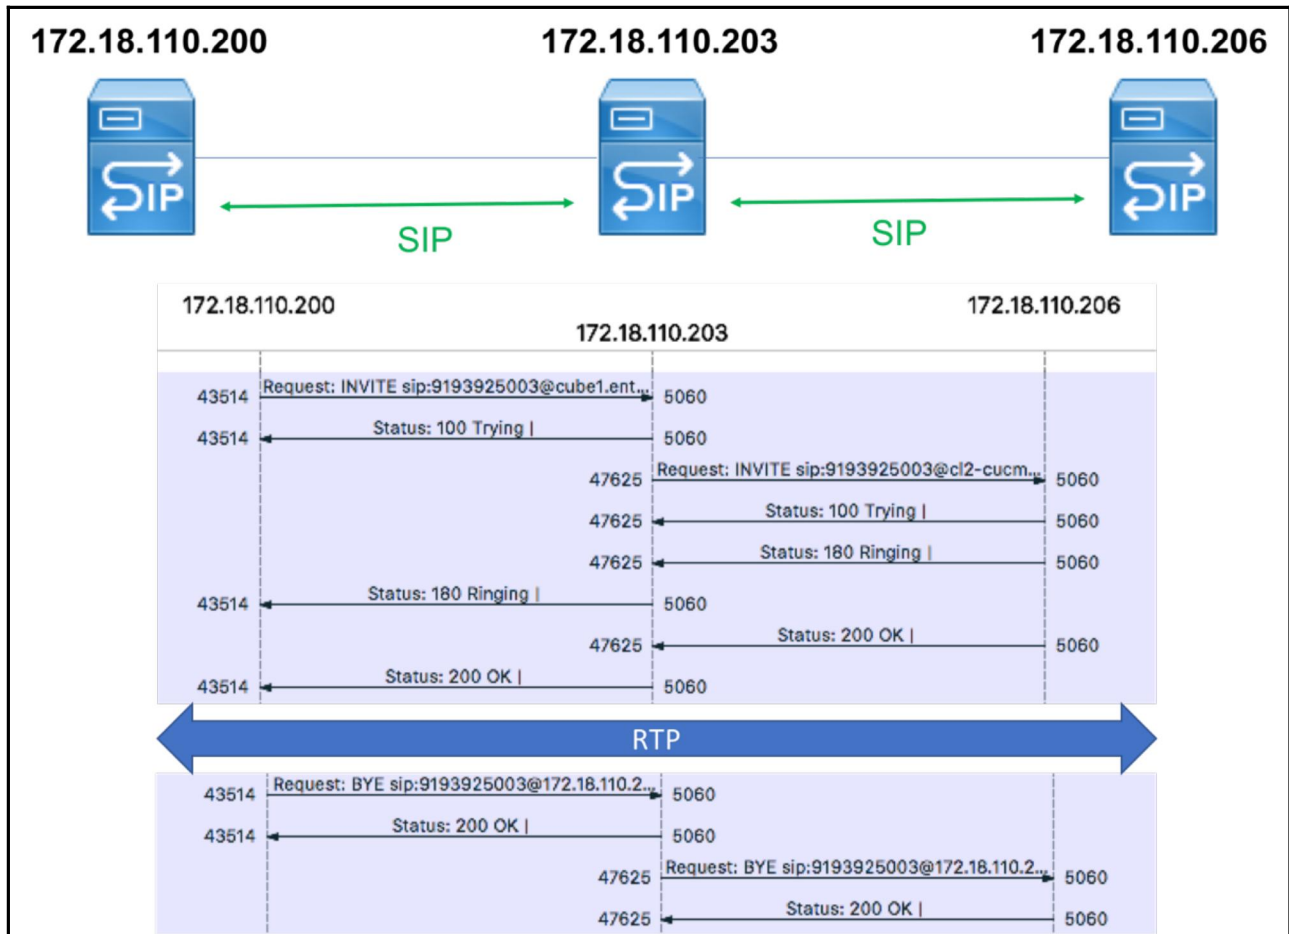 172.18.110.200 172.18.110.203 172.18.110.206
SIP SIP SIP
SIP SIP
172.18.110.200 172.18.110.206
172.18.110.203
43514 Request: INVITE sip:9193925003@cube1.ent... 5060
43514 Status: 100 Trying | 5060
47625 Request: INVITE sip:9193925003@cl2-cucm... 5060
47625 Status: 100 Trying | 5060
47625 Status: 180 Ringing | 5060
43514 Status: 180 Ringing | 5060
47625 Status: 200 OK | 5060
43514 Status: 200 OK | 5060
RTP
43514 Request: BYE sip:9193925003@172.18.110.2... 5060
43514 Status: 200 OK | 5060
47625 Request: BYE sip:9193925003@172.18.110.2... 5060
47625 Status: 200 OK | 5060